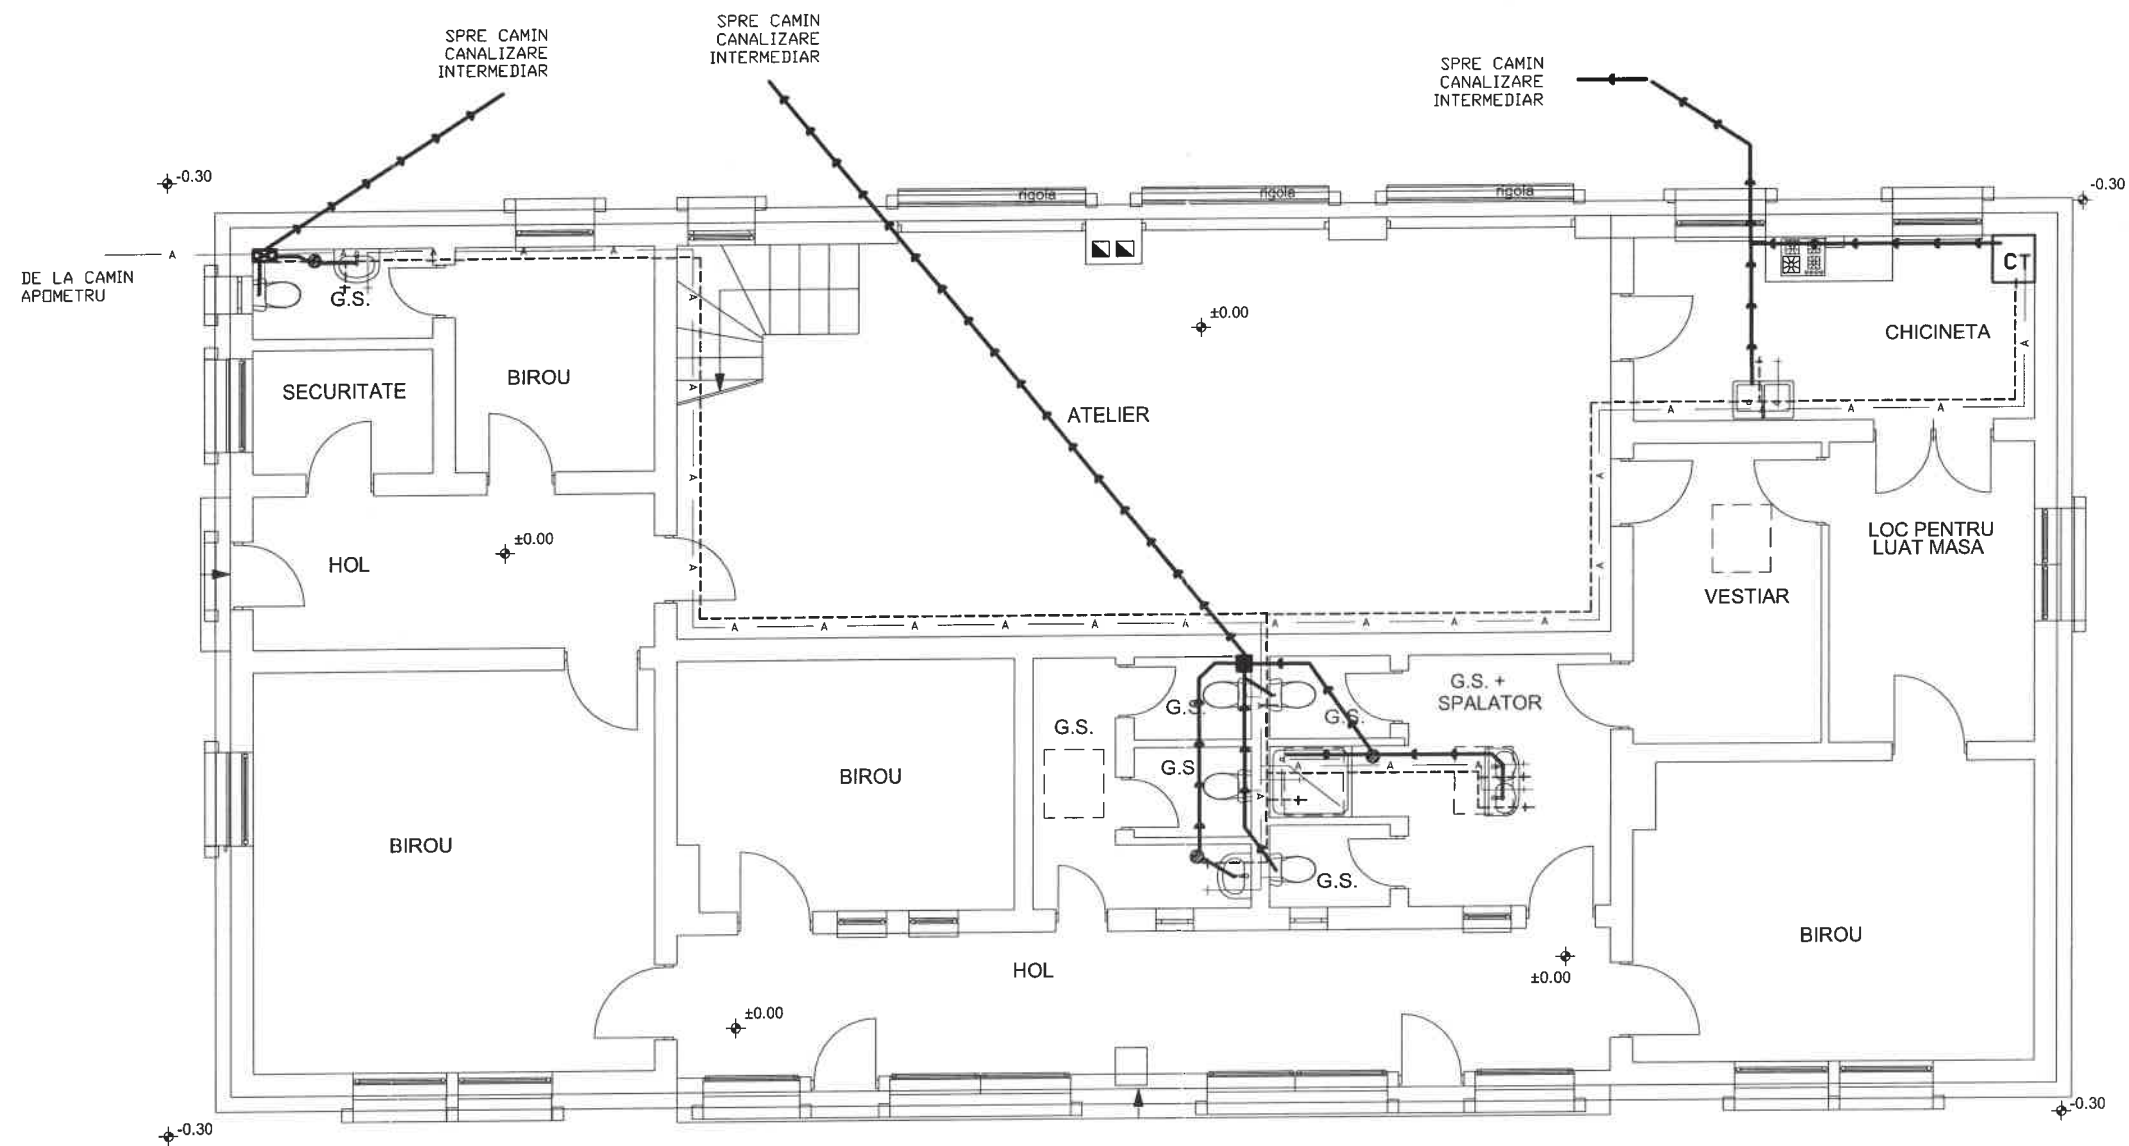 SPRE CAMIN
CANALIZARE
INTERMEDIAR
SPRE CAMIN
CANALIZARE
INTERMEDIAR
SPRE CAMIN
CANALIZARE
INTERMEDIAR
-0.30
-0.30
rigola
rigola
rigola
A
DE LA CAMIN
APOMETRU
A
A
A
A
A
G.S.
CT
±0.00
CHICINETA
A
A
SECURITATE
BIROU
A
ATELIER
A
A
A
A
A
A
HOL
±0.00
LOC PENTRU
LUAT MASA
A
A
VESTIAR
A
A
A
A
A
A
A
A
A
A
G.S. +
SPALATOR
G.S.
G.S.
G.S.
A
BIROU
G.S
A
A
A
A
BIROU
G.S.
BIROU
HOL
±0.00
±0.00
-0.30
-0.30